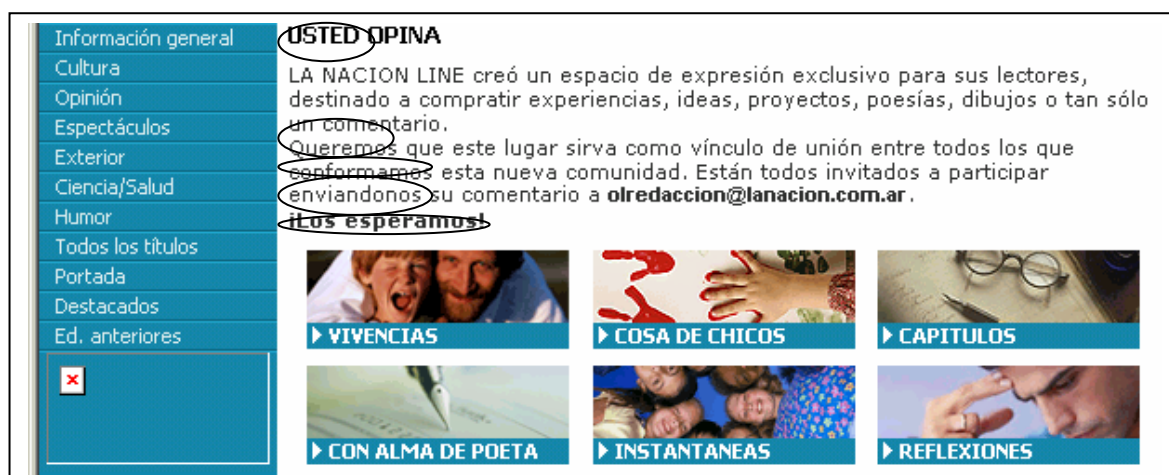 Información general
Cultura
Opinión
Espectáculos
Exterior
Ciencia/Salud
Humor
Todos los títulos
Portada
Destacados
Ed. anteriores
USTED OPINA
LA NACION LINE creó un espacio de expresión exclusivo para sus lectores,
destinado a compratir experiencias, ideas, proyectos, poesías, dibujos o tan sólo
un comentario.
Queremos que este lugar sirva como vínculo de unión entre todos los que
conformamos esta nueva comunidad. Están todos invitados a participar
enviandonos su comentario a olredaccion@lanacion.com.ar.
¡Los esperamos!
VIVENCIAS
COSA DE CHICOS
CAPITULOS
CON ALMA DE POETA
INSTANTANEAS
REFLEXIONES